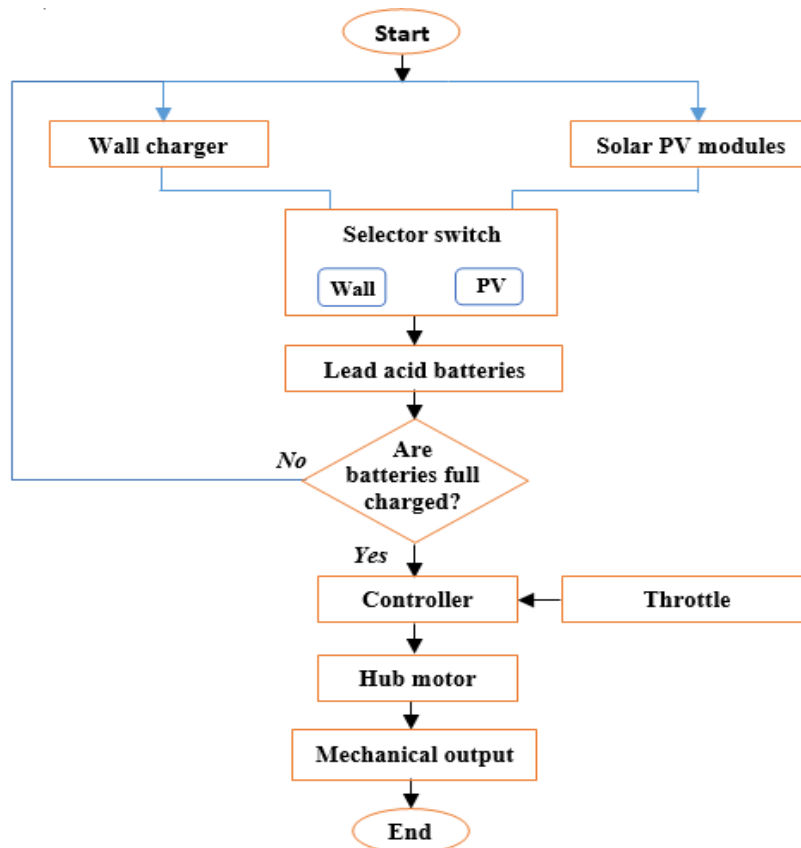 Start
Wall charger
Solar PV modules
Selector switch
Wall
PV
Lead acid batteries
Are
batteries full
charged?
No
Yes
Controller
Throttle
Hub motor
Mechanical output
End